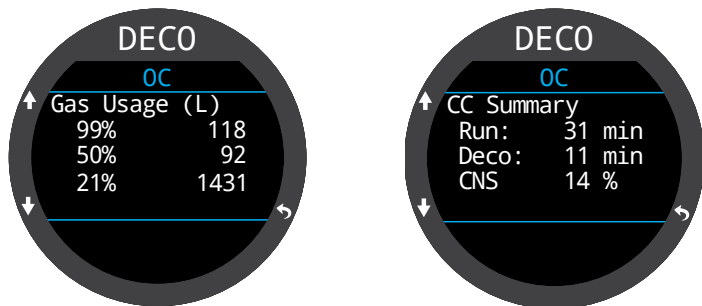 DECO
OC
Gas Usage (L)
99% 118
50% 92
21% 1431
DECO
OC
CC Summary
Run: 31 min
Deco: 11 min
CNS 14 %